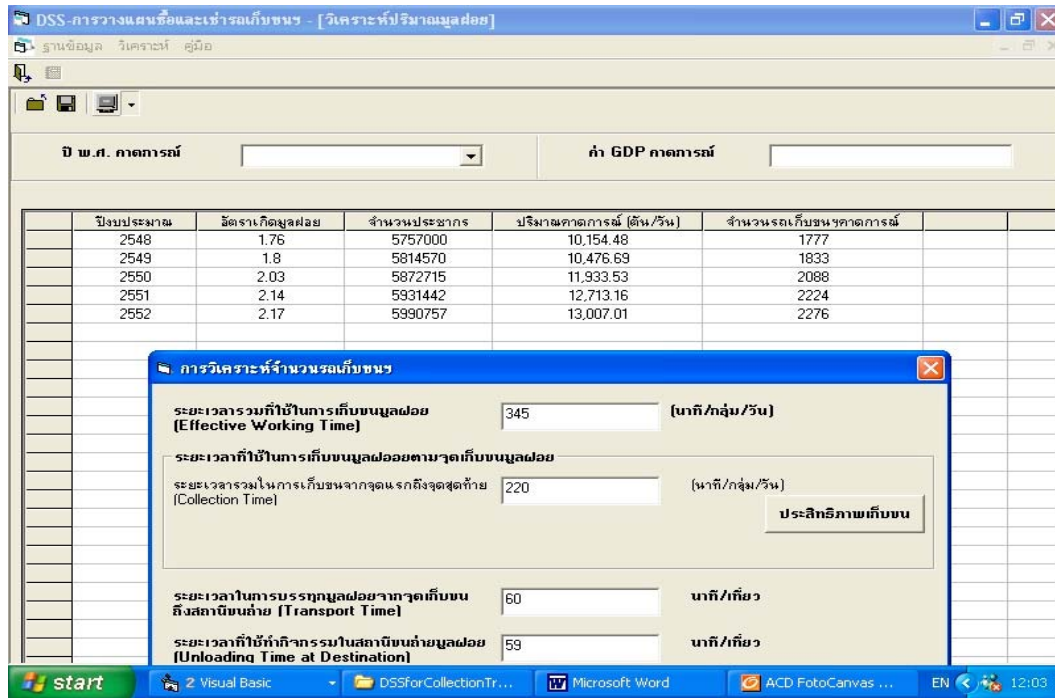 DSS-การวางแผนซื้อและเช่ารถเก็บขนฯ - [วิเคราะห์ปริมาณมูลฝอย]
ฐานข้อมูล วิเคราะห์ คู่มือ
ปี พ.ศ. คาดการณ์ ค่า GDP คาดการณ์
ปีงบประมาณ อัตราเกิดมูลฝอย จำนวนประชากร ปริมาณคาดการณ์ (ตัน/วัน) จำนวนรถเก็บขนฯคาดการณ์
2548 1.76 5757000 10,154.48 1777
2549 1.8 5814570 10,476.69 1833
2550 2.03 5872715 11,933.53 2088
2551 2.14 5931442 12,713.16 2224
2552 2.17 5990757 13,007.01 2276
การวิเคราะห์จำนวนรถเก็บขนฯ
ระยะเวลารวมที่ใช้ในการเก็บขนมูลฝอย 345 (นาที/กลุ่ม/วัน)
(Effective Working Time)
ระยะเวลาที่ใช้ในการเก็บขนมูลฝออยตามจุดเก็บขนมูลฝอย
ระยะเวลารวมในการเก็บขนจากจุดแรกถึงจุดสุดท้าย 220 (นาที/กลุ่ม/วัน)
(Collection Time)
ประสิทธิภาพเก็บขน
ระยะเวลาในการบรรทุกมูลฝอยจากจุดเก็บขน 60 นาที/เที่ยว
ถึงสถานีขนถ่าย (Transport Time)
ระยะเวลาที่ใช้ทำกิจกรรมในสถานีขนถ่ายมูลฝอย 59 นาที/เที่ยว
(Unloading Time at Destination)
start 2 Visual Basic DSSforCollectionTr... Microsoft Word ACD FotoCanvas ... EN 12:03